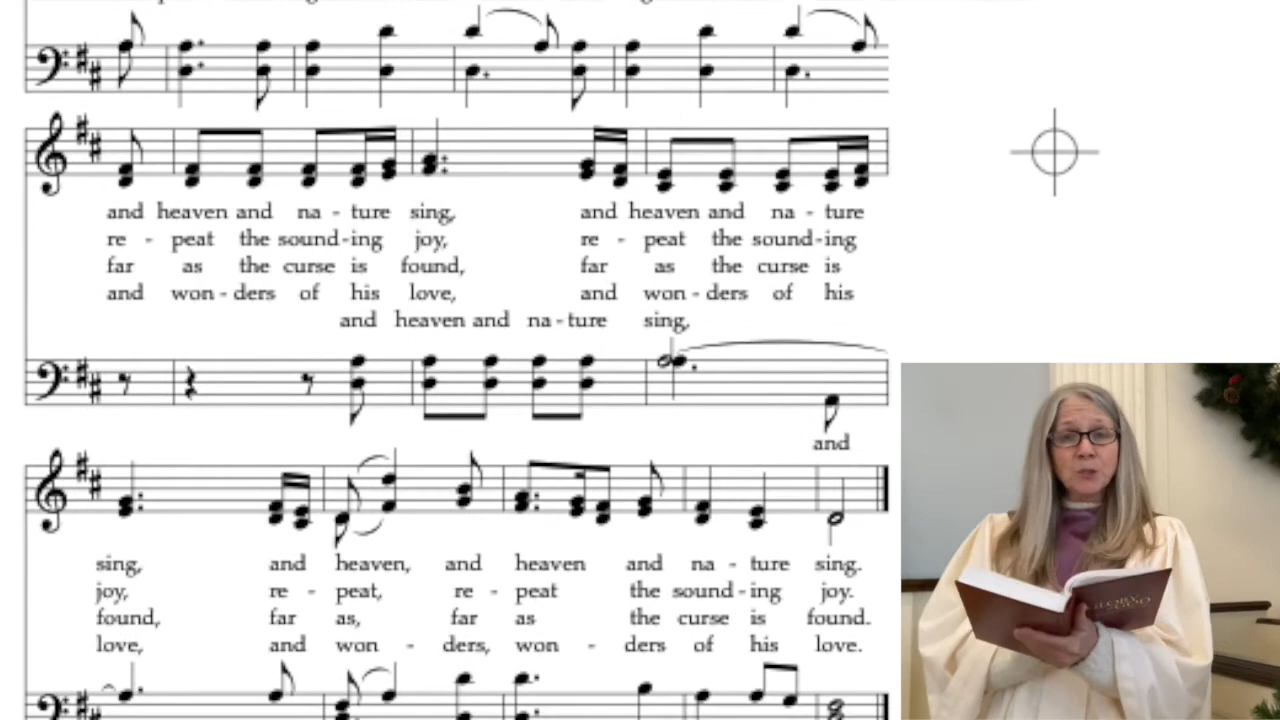 and heaven and na - ture sing, and heaven and na - ture
re - peat the sound-ing joy, re - peat the sound-ing
far as the curse is found, far as the curse is
and won - ders of his love, and won - ders of his
and heaven and na - ture sing,
and
sing, and heaven, and heaven and na - ture sing.
joy, re - peat, re - peat the sound - ing joy.
found, far as, far as the curse is found.
love, and won - ders, won - ders of his love.
GLORY